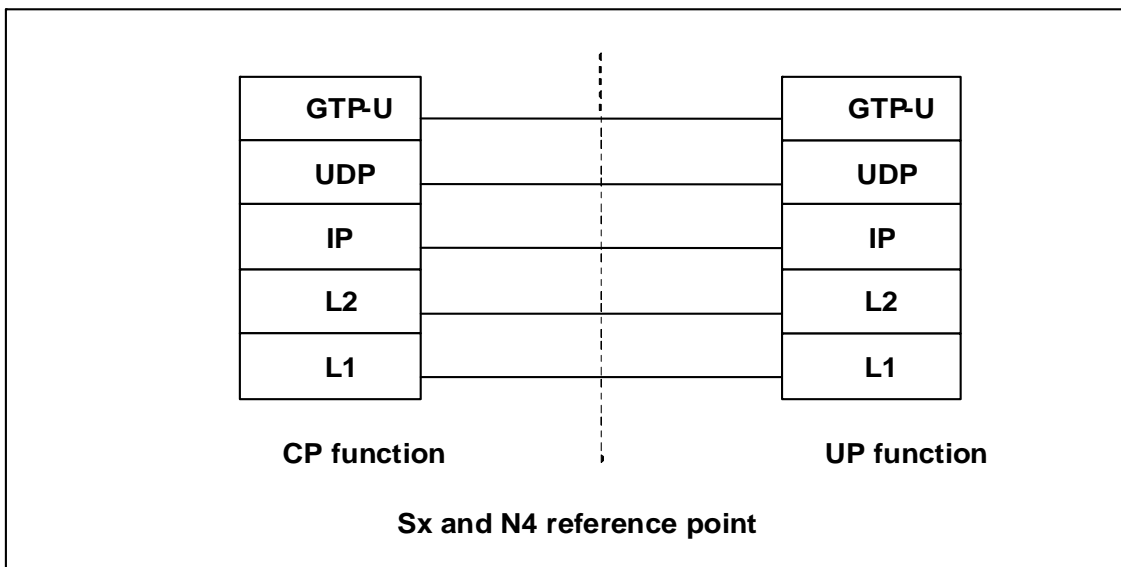 GTP-U GTP-U
UDP UDP
IP IP
L2 L2
L1 L1
CP function UP function
Sx and N4 reference point